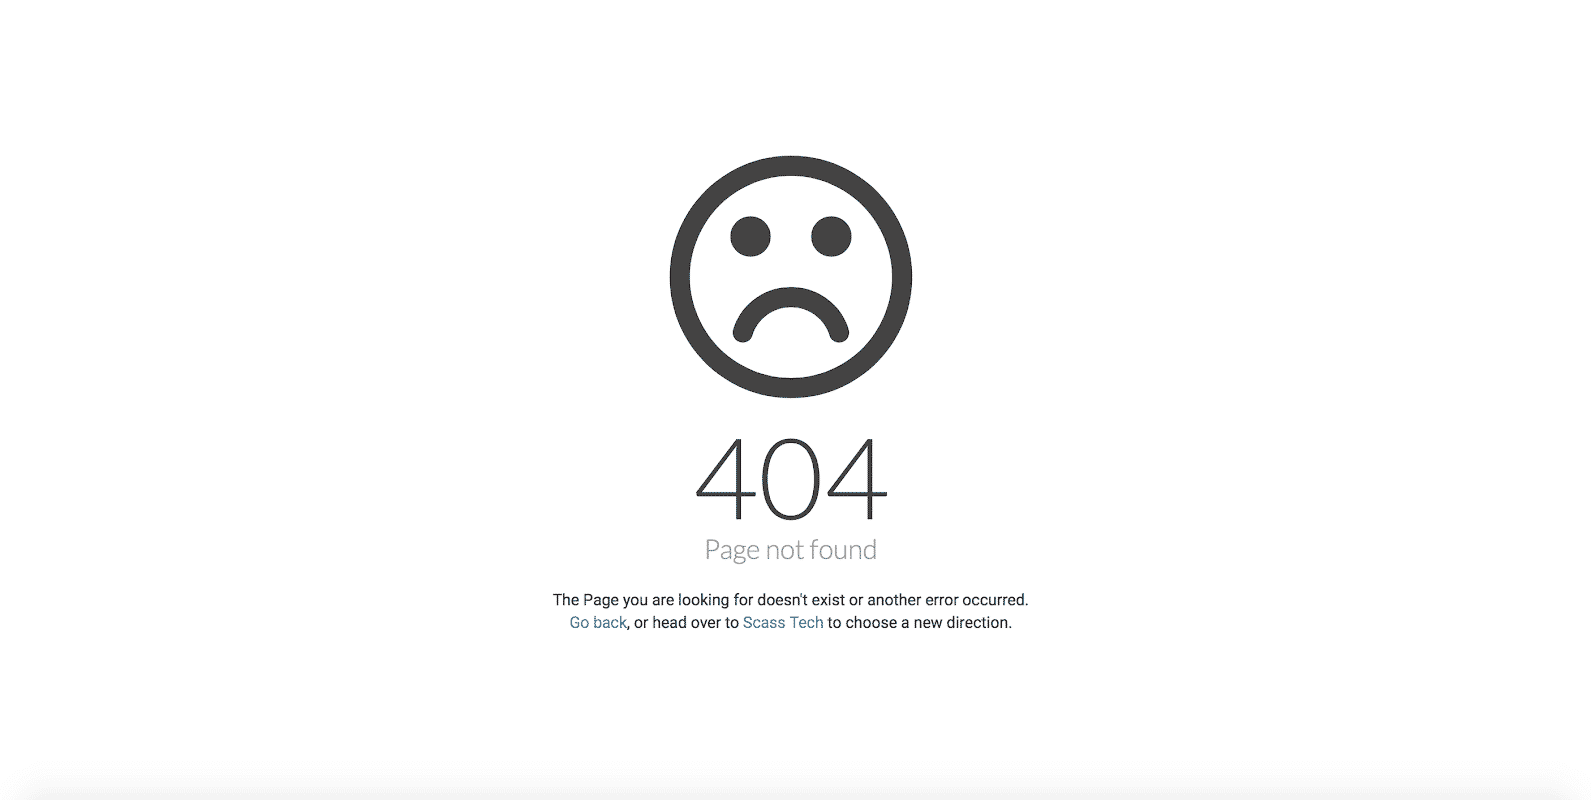 404
Page not found
The Page you are looking for doesn't exist or another error occurred.
Go back, or head over to Scass Tech to choose a new direction.